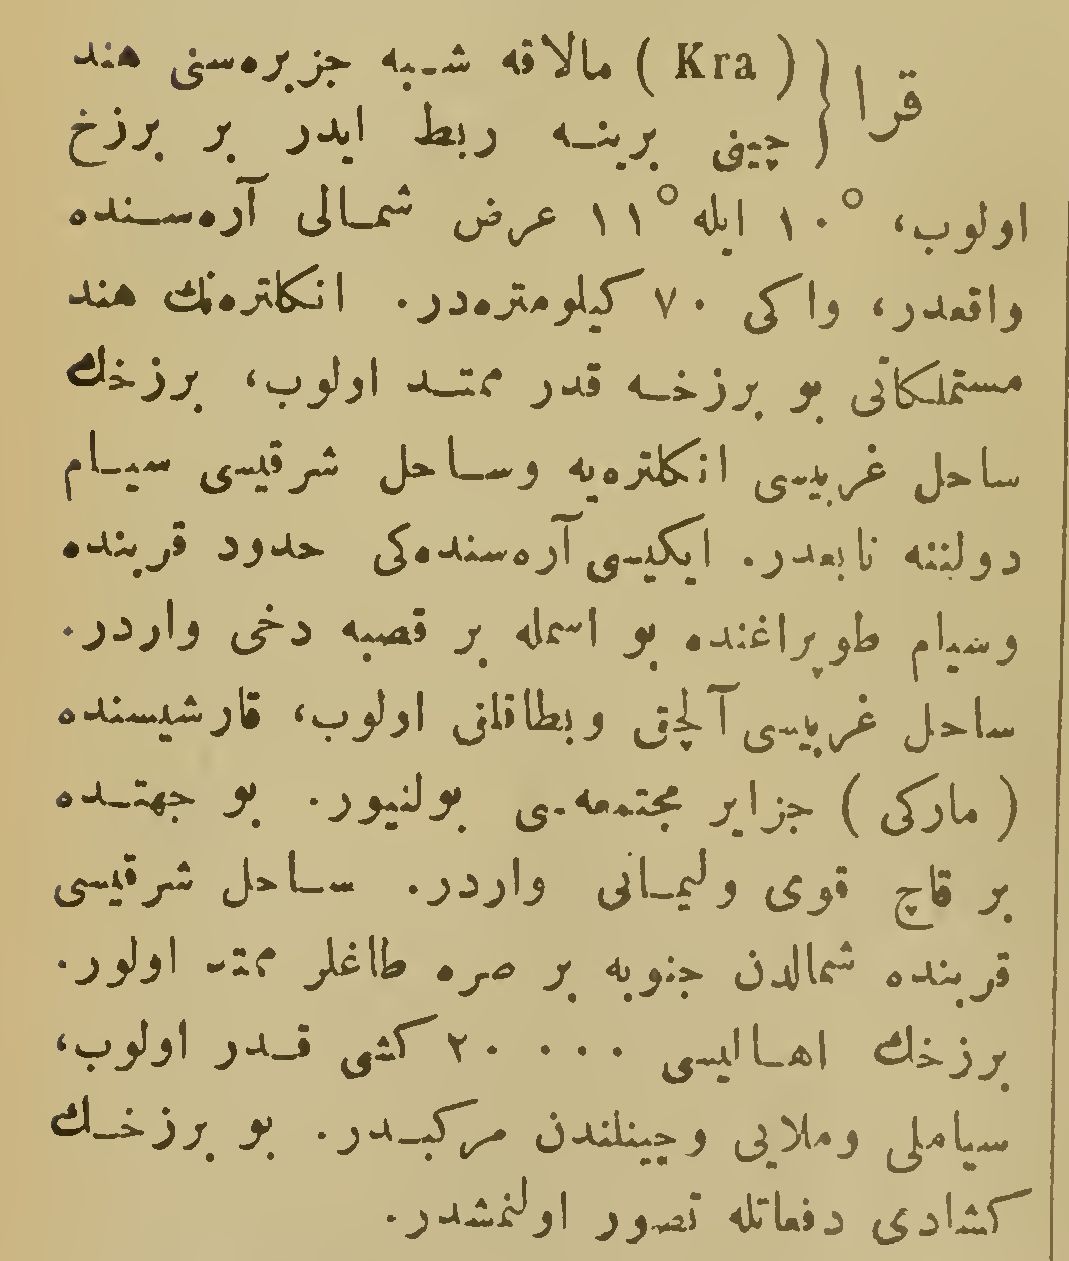 قرا { ( Kra ) مالاقه شبه جزیره‌سنی هند
چینی برینه ربط ایدر بر برزخ
اولوب، °١٠ ایله °١١ عرض شمالی آره‌سنده
واقعدر، واکی ٧٠ کیلومتره‌در. انکلتره‌نك هند
مستملکاتی بو برزخه قدر ممتد اولوب، برزخك
ساحل غربیسی انکلتره‌یه وساحل شرقیسی سیام
دولتنه تابعدر. ایکیسی آره‌سنده‌کی حدود قربنده
وسیام طوپراغنده بو اسمله بر قصبه دخی واردر.
ساحل غربیسی آلچق وبطاقلق اولوب، قارشیسنده
( مارکی ) جزایر مجتمعه‌سی بولنیور. بو جهتده
بر قاچ قوی ولیمانی واردر. ساحل شرقیسی
قربنده شمالدن جنوبه بر صره طاغلر ممتد اولور.
برزخك اهالیسی ٢٠٠٠٠ کشی قدر اولوب،
سیاملی وملایی وچینلندن مرکبدر. بو برزخك
کشادی دفعاتله تصور اولنمشدر.